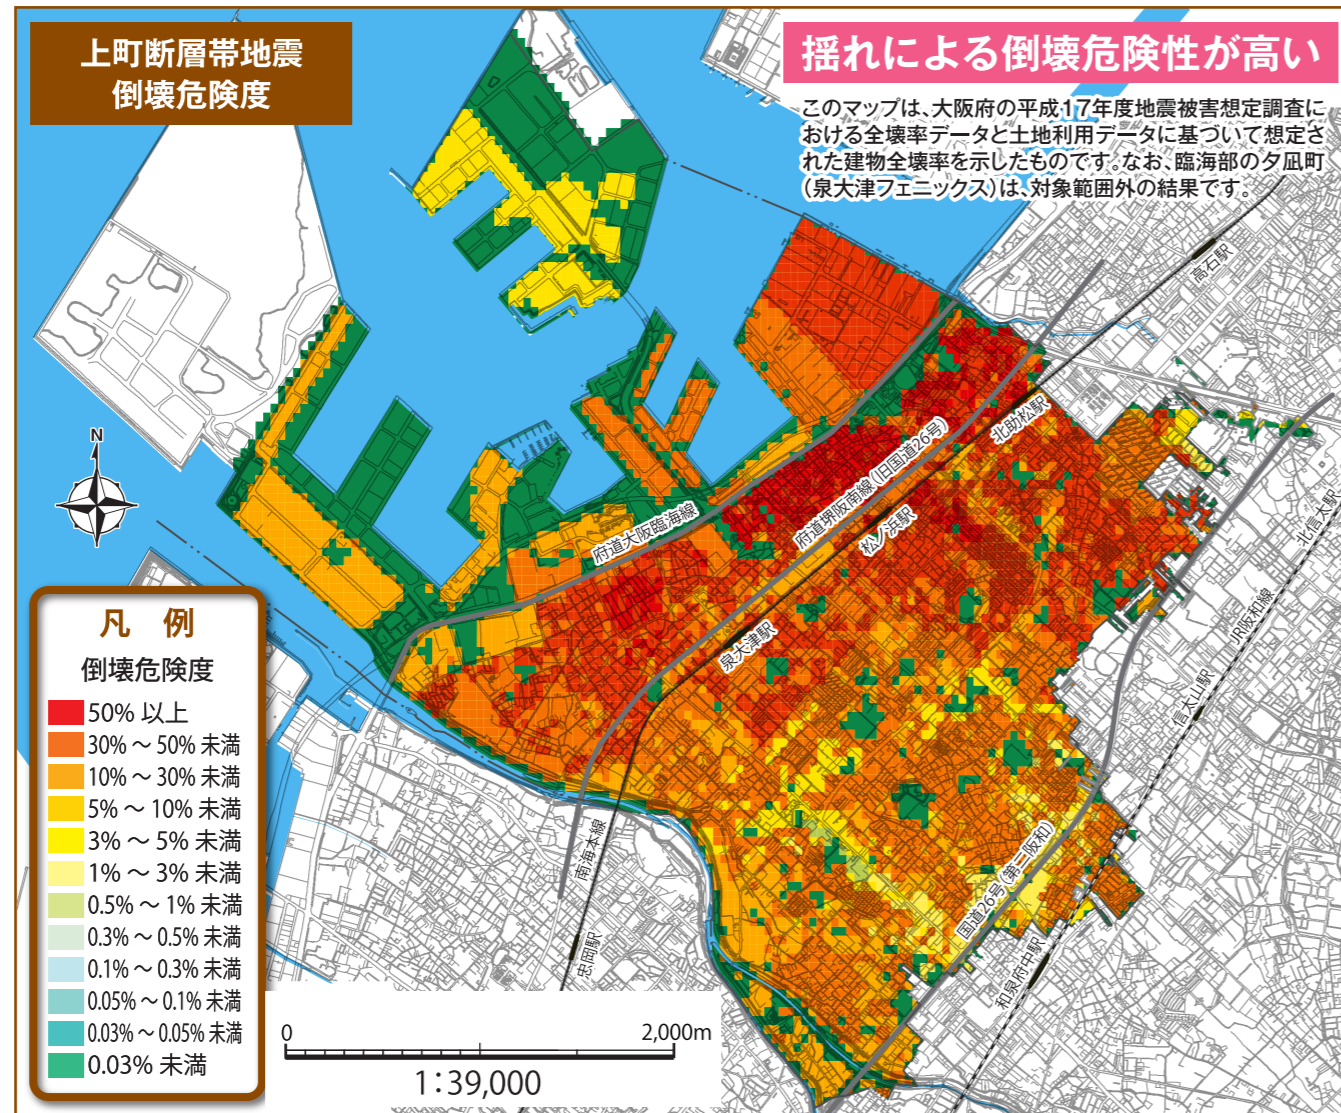 上町断層帯地震
倒壊危険度
揺れによる倒壊危険性が高い
このマップは、大阪府の平成17年度地震被害想定調査に
おける全壊率データと土地利用データに基づいて想定さ
れた建物全壊率を示したものです。なお、臨海部の夕凪町
(泉大津フェニックス)は、対象範囲外の結果です。
高石駅
北助松駅
府道堺阪南線(旧国道26号)
松ノ浜駅
府道大阪臨海線
泉大津駅
北信太駅
JR阪和線
信太山駅
国道26号(第二阪和)
和泉府中駅
南海本線
忠岡駅
N
凡 例
倒壊危険度
50% 以上
30% ～ 50% 未満
10% ～ 30% 未満
5% ～ 10% 未満
3% ～ 5% 未満
1% ～ 3% 未満
0.5% ～ 1% 未満
0.3% ～ 0.5% 未満
0.1% ～ 0.3% 未満
0.05% ～ 0.1% 未満
0.03% ～ 0.05% 未満
0.03% 未満
0 2,000m
1:39,000